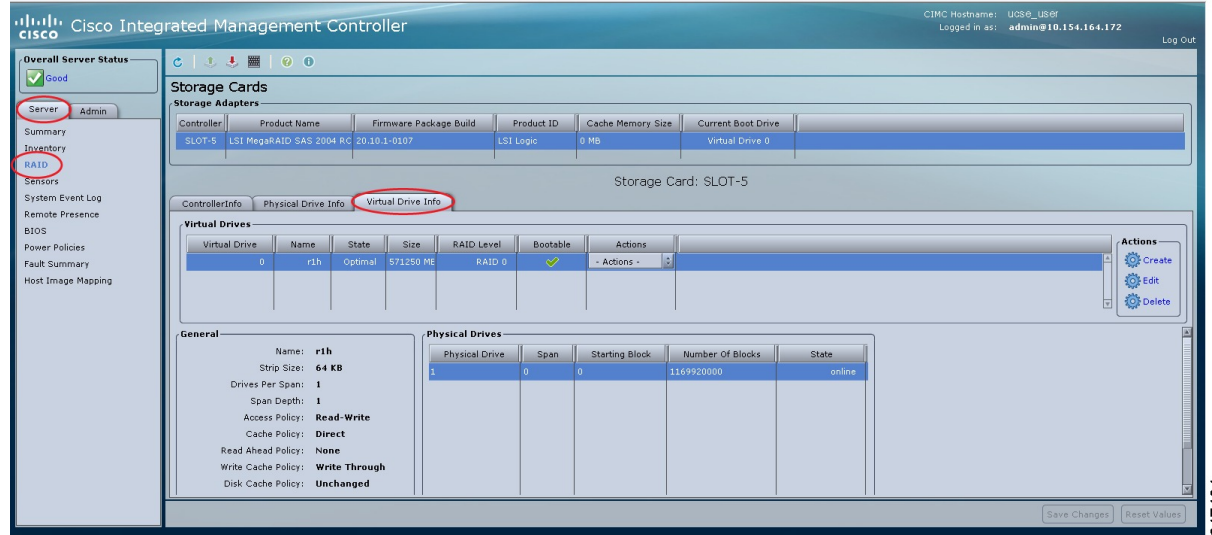 CISCO Cisco Integrated Management Controller
CIMC Hostname: ucse_user
Logged in as: admin@10.154.164.172
Log Out
Overall Server Status
Good
Server Admin
Summary
Inventory
RAID
Sensors
System Event Log
Remote Presence
BIOS
Power Policies
Fault Summary
Host Image Mapping
Storage Cards
Storage Adapters
Controller Product Name Firmware Package Build Product ID Cache Memory Size Current Boot Drive
SLOT-5 LSI MegaRAID SAS 2004 RO 20.10.1-0107 LSI Logic 0 MB Virtual Drive 0
Storage Card: SLOT-5
ControllerInfo Physical Drive Info Virtual Drive Info
Virtual Drives
Virtual Drive Name State Size RAID Level Bootable Actions
0 r1h Optimal 571250 MB RAID 0 - Actions -
Actions
Create
Edit
Delete
General
Name: r1h
Strip Size: 64 KB
Drives Per Span: 1
Span Depth: 1
Access Policy: Read-Write
Cache Policy: Direct
Read Ahead Policy: None
Write Cache Policy: Write Through
Disk Cache Policy: Unchanged
Physical Drives
Physical Drive Span Starting Block Number Of Blocks State
1 0 0 1169920000 online
Save Changes Reset Values